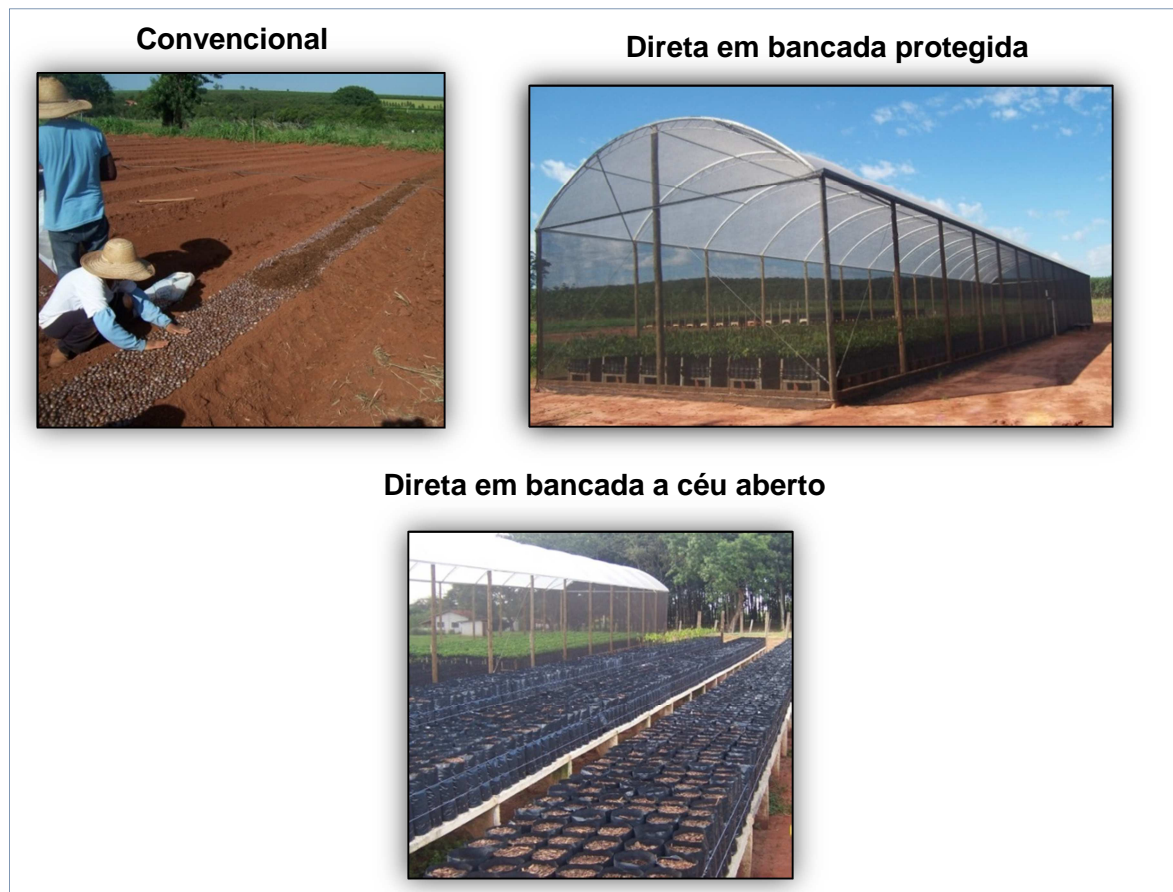 Convencional
Direta em bancada protegida
Direta em bancada a céu aberto